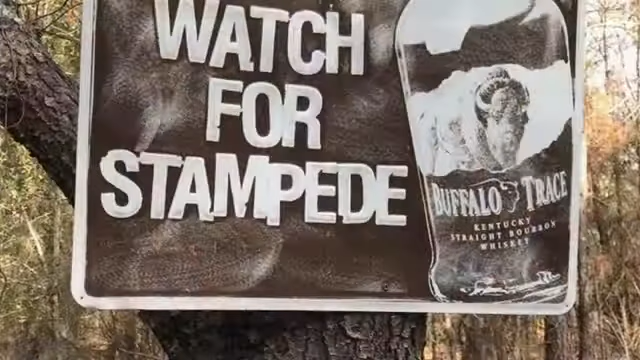 WATCH
FOR
STAMPEDE
BUFFALO TRACE
KENTUCKY
STRAIGHT BOURBON
WHISKEY